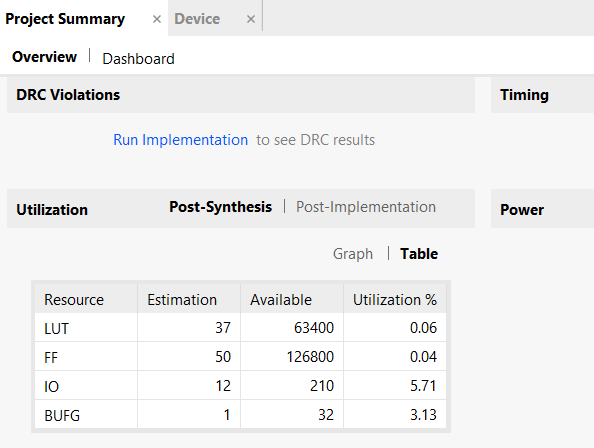 Project Summary × Device ×
Overview | Dashboard
DRC Violations
Timing
Run Implementation to see DRC results
Utilization Post-Synthesis | Post-Implementation
Power
Graph | Table
Resource Estimation Available Utilization %
LUT 37 63400 0.06
FF 50 126800 0.04
IO 12 210 5.71
BUFG 1 32 3.13